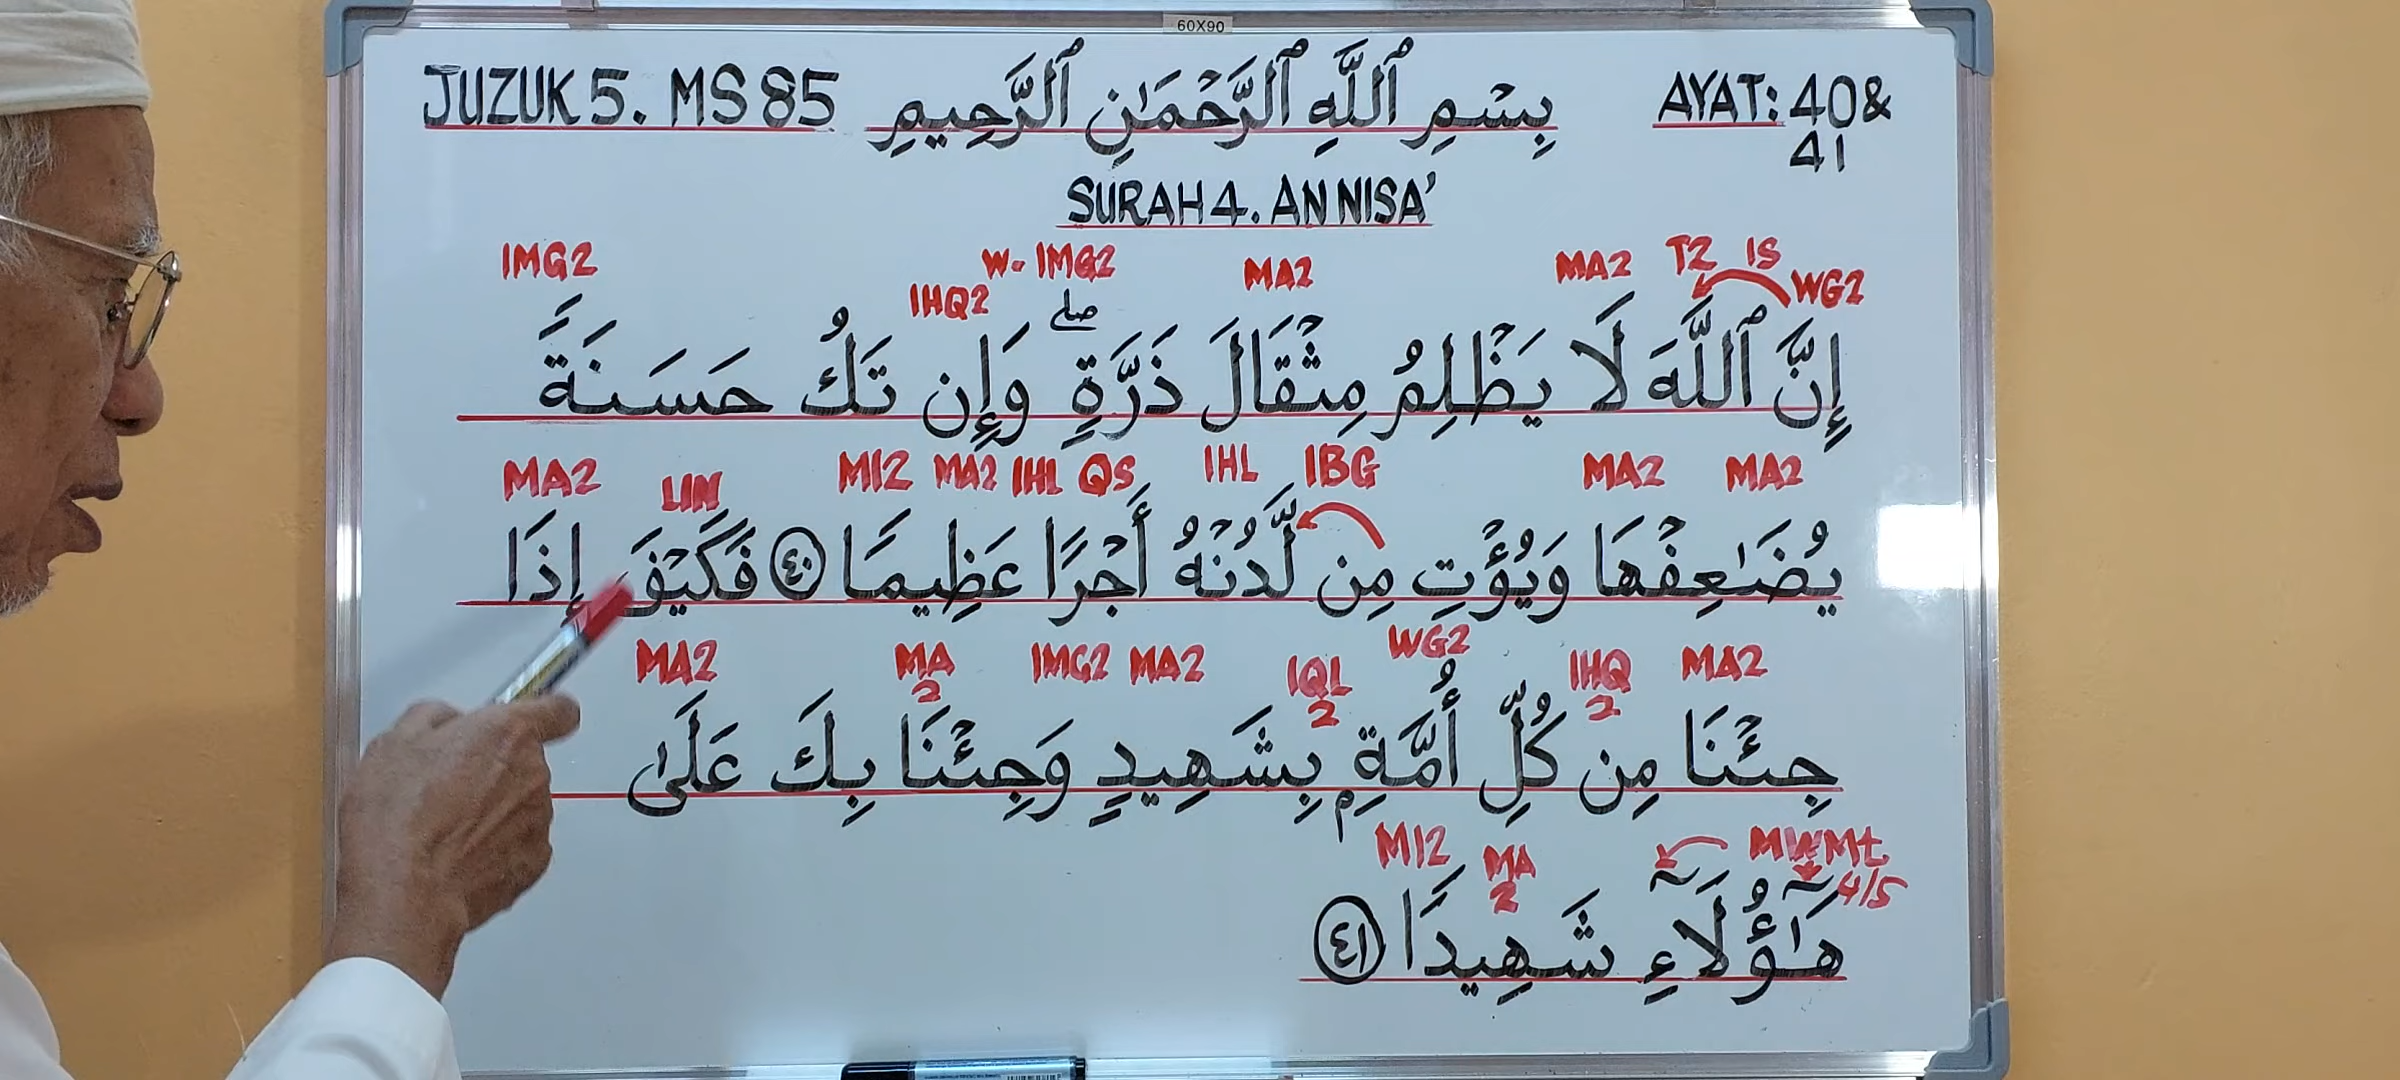 60X90
JUZUK 5. MS 85 بِسۡمِ ٱللَّهِ ٱلرَّحۡمَـٰنِ ٱلرَّحِيمِ AYAT: 40 &
41
SURAH 4. AN NISA'
IMG2 IHQ2 W- IMG2 MA2 MA2 T2 IS WG2
إِنَّ ٱللَّهَ لَا يَظۡلِمُ مِثۡقَالَ ذَرَّةٍ ۖ وَإِن تَكُ حَسَنَةً
MA2 LIN MI2 MA2 IHL QS IHL IBG MA2 MA2
يُضَـٰعِفۡهَا وَيُؤۡتِ مِن لَّدُنۡهُ أَجۡرًا عَظِيمًا ٤٠ فَكَيۡفَ إِذَا
MA2 MA2 IMG2 MA2 IQL2 WG2 IHQ2 MA2
جِئۡنَا مِن كُلِّ أُمَّةِۭ بِشَهِيدٍ وَجِئۡنَا بِكَ عَلَىٰ
MI2 MA2 MWMt 4/5
هَـٰٓؤُلَآءِ شَهِيدًا ٤١